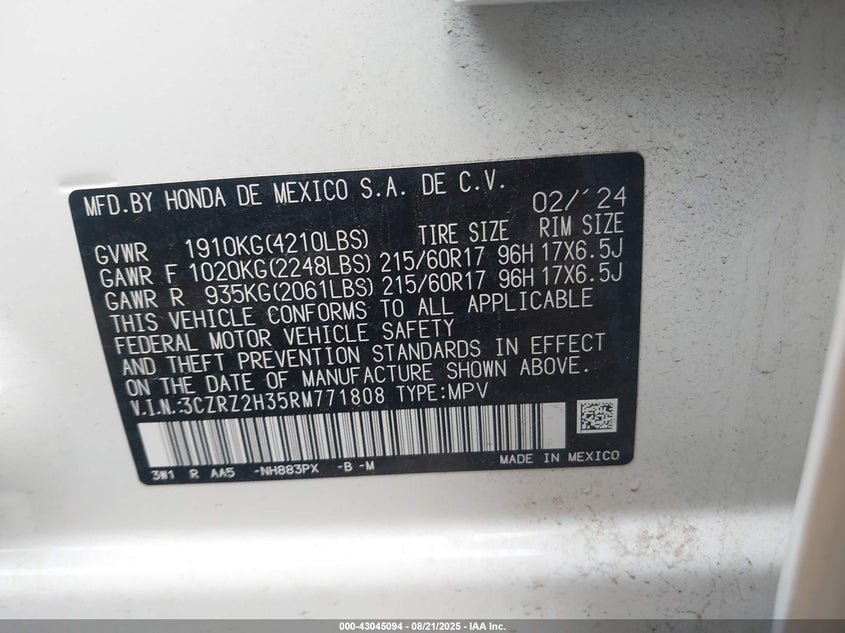 MFD.BY HONDA DE MEXICO S.A. DE C.V. 02/'24
GVWR 1910KG(4210LBS) TIRE SIZE RIM SIZE
GAWR F 1020KG(2248LBS) 215/60R17 96H 17X6.5J
GAWR R 935KG(2061LBS) 215/60R17 96H 17X6.5J
THIS VEHICLE CONFORMS TO ALL APPLICABLE
FEDERAL MOTOR VEHICLE SAFETY
AND THEFT PREVENTION STANDARDS IN EFFECT
ON THE DATE OF MANUFACTURE SHOWN ABOVE.
V.I.N.:3CZRZ2H35RM771808 TYPE:MPV
3W1 R AA5 -NH883PX -B -M MADE IN MEXICO
000-43045094 - 08/21/2025 - IAA Inc.